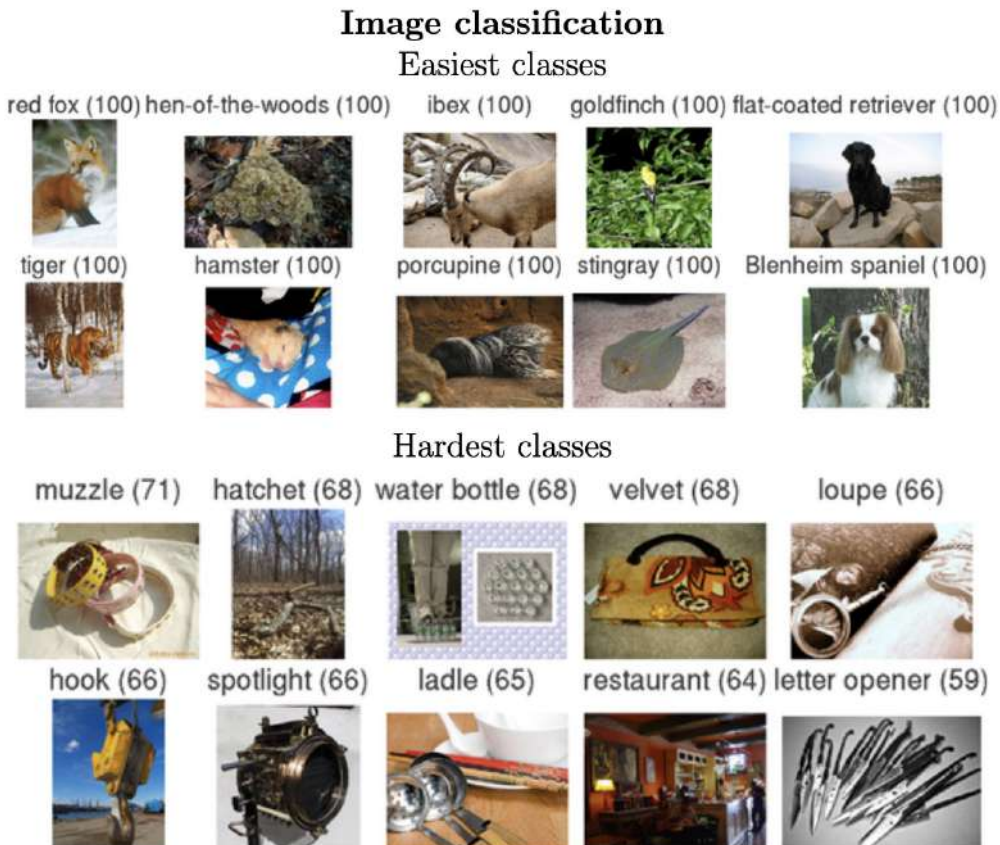 Image classification
Easiest classes
red fox (100) hen-of-the-woods (100) ibex (100) goldfinch (100) flat-coated retriever (100)
tiger (100) hamster (100) porcupine (100) stingray (100) Blenheim spaniel (100)
Hardest classes
muzzle (71) hatchet (68) water bottle (68) velvet (68) loupe (66)
hook (66) spotlight (66) ladle (65) restaurant (64) letter opener (59)